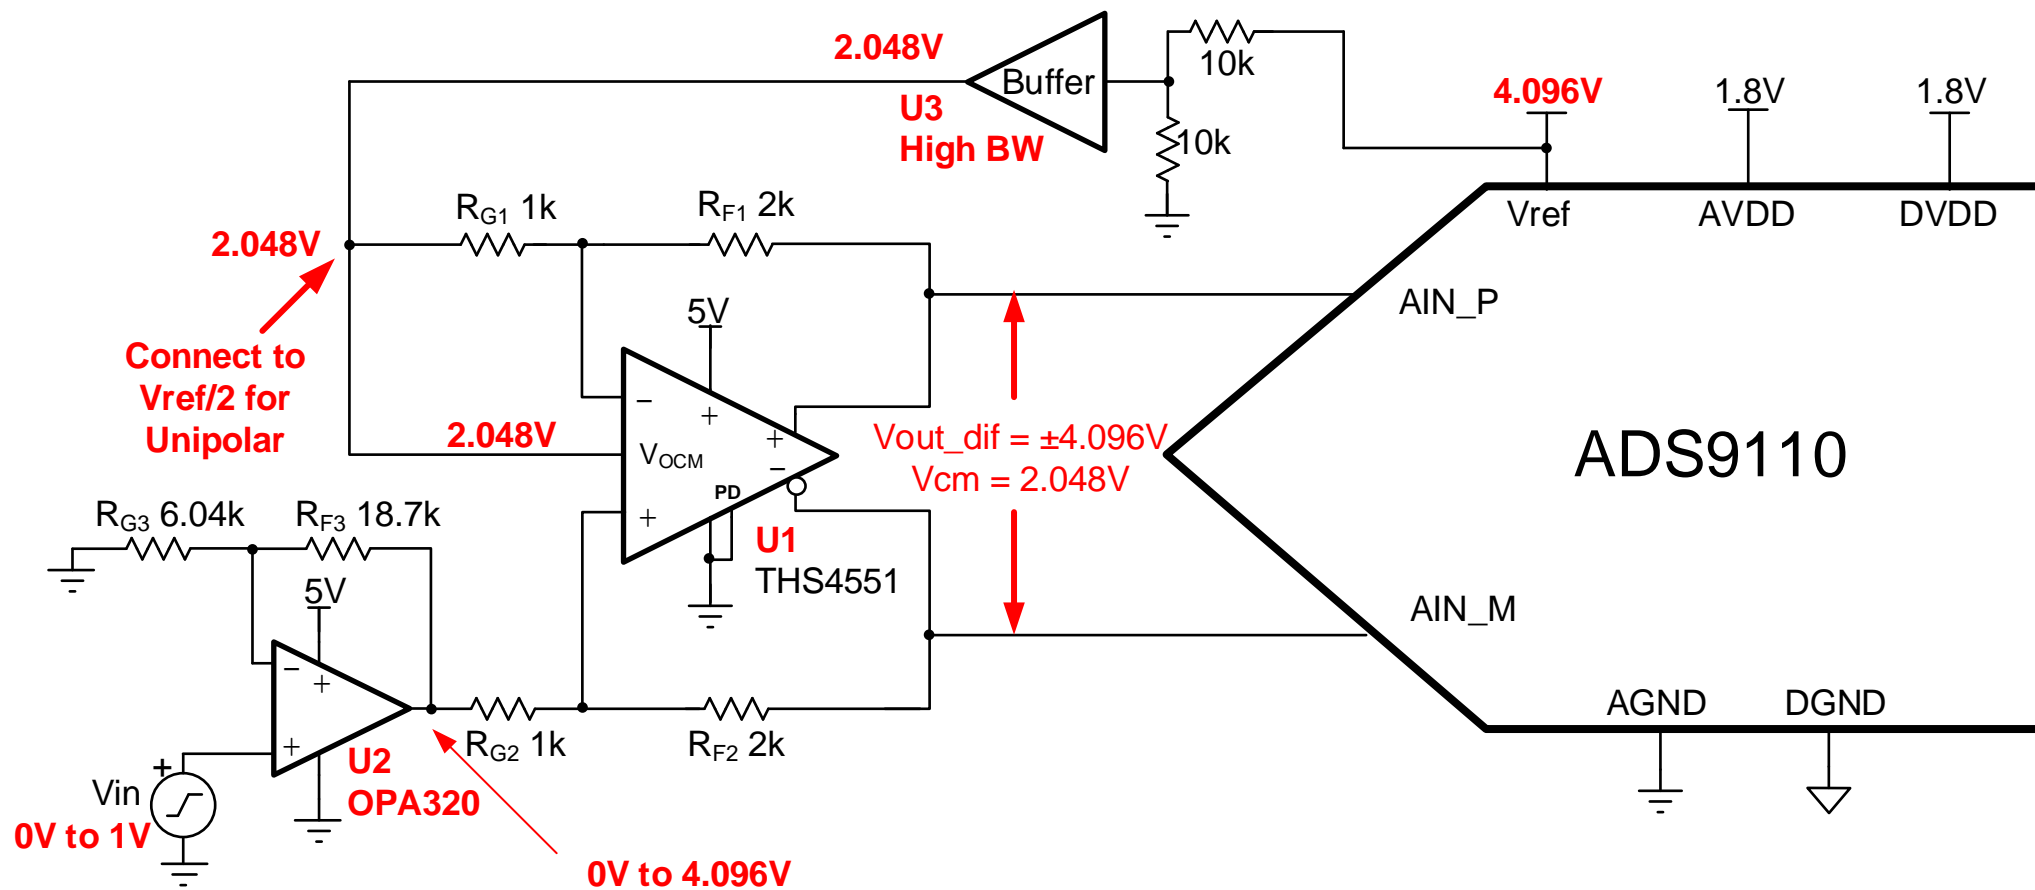 2.048V
Buffer
U3
High BW
10k
10k
4.096V
1.8V
1.8V
Vref
AVDD
DVDD
RG1 1k
RF1 2k
2.048V
Connect to
Vref/2 for
Unipolar
5V
AIN_P
−
+
VOCM
+
−
PD
+
2.048V
Vout_dif = ±4.096V
Vcm = 2.048V
ADS9110
U1
THS4551
RG3 6.04k
RF3 18.7k
5V
−
+
+
AIN_M
RG2 1k
RF2 2k
AGND
DGND
U2
OPA320
+
Vin
0V to 1V
0V to 4.096V